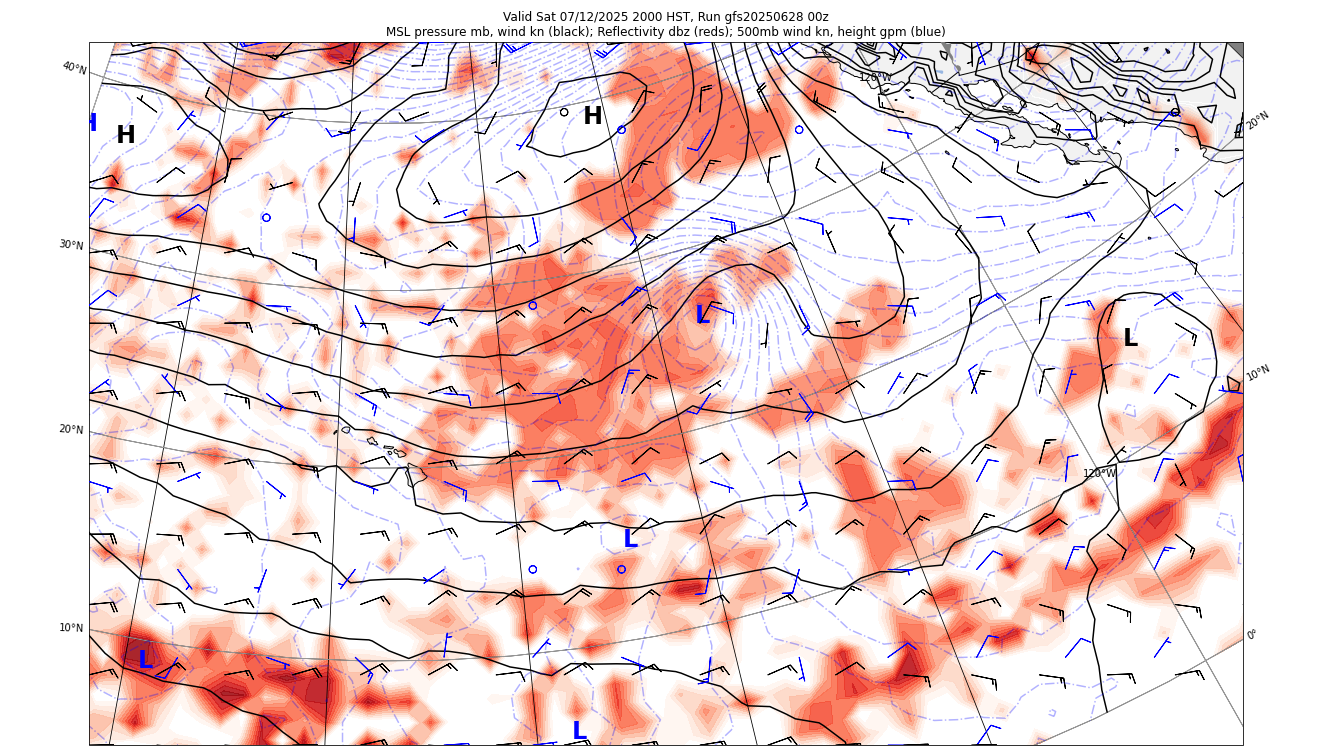 Valid Sat 07/12/2025 2000 HST, Run gfs20250628 00z
MSL pressure mb, wind kn (black); Reflectivity dbz (reds); 500mb wind kn, height gpm (blue)
40°N
120°W
20°N
H
H
H
30°N
L
L
10°N
20°N
120°W
L
10°N
0°
L
L